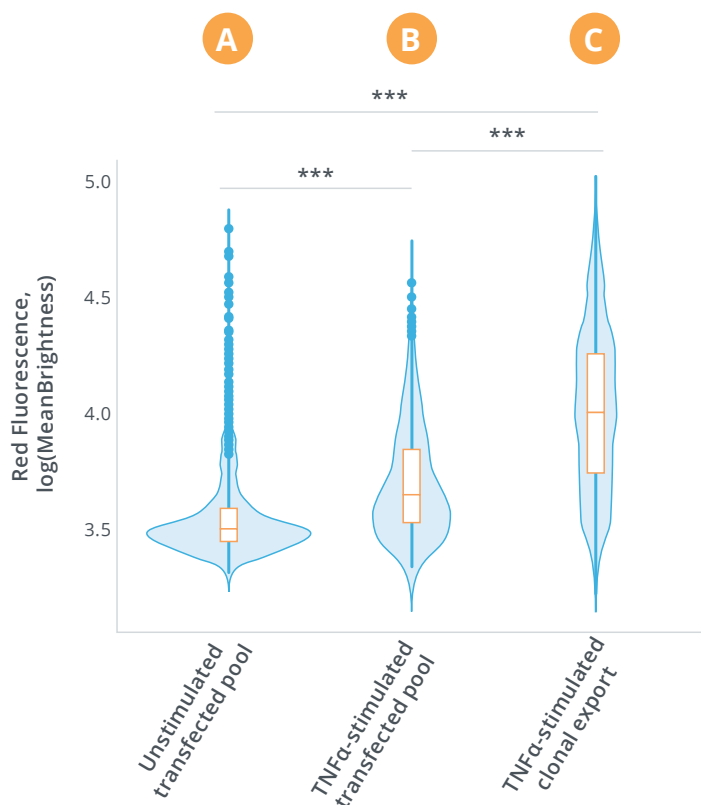 A
B
C
***
***
***
5.0
4.5
4.0
3.5
Red Fluorescence,
log(MeanBrightness)
Unstimulated
transfected pool
TNFα-stimulated
transfected pool
TNFα-stimulated
clonal export